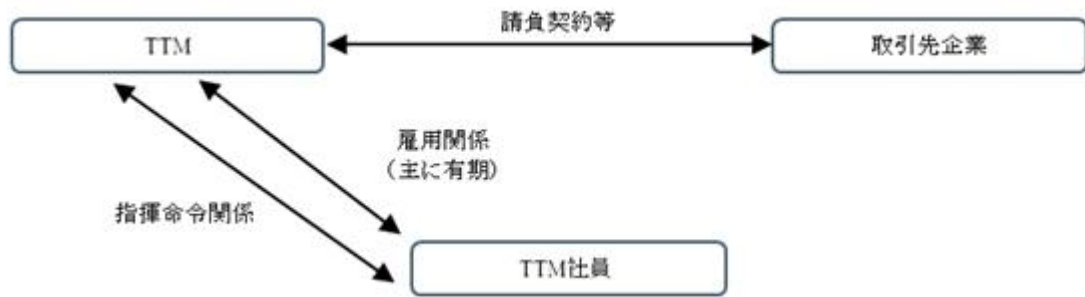 請負契約等
TTM
取引先企業
雇用関係
（主に有期）
指揮命令関係
TTM社員